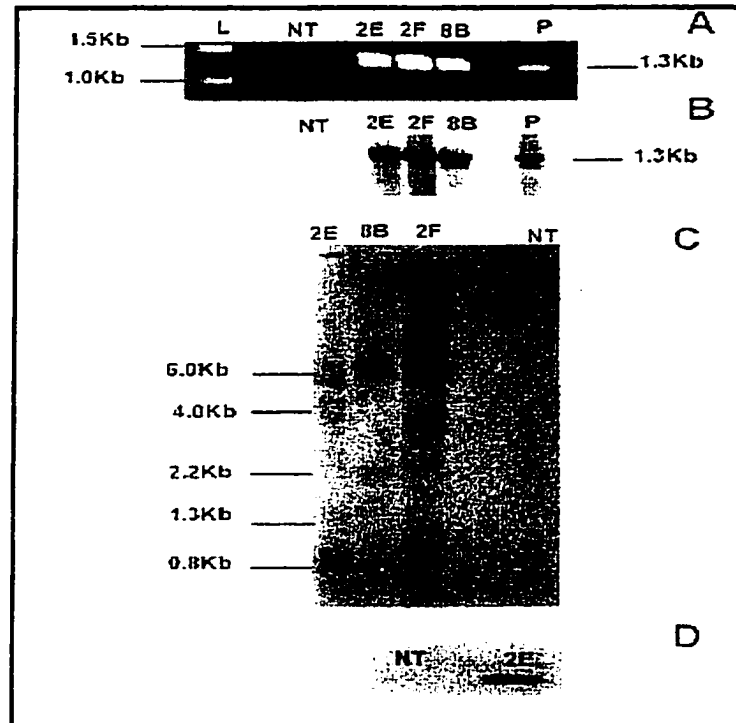 L NT 2E 2F 8B P A
1.5Kb
1.0Kb
1.3Kb
NT 2E 2F 8B P B
1.3Kb
2E 8B 2F NT C
6.0Kb
4.0Kb
2.2Kb
1.3Kb
0.8Kb
D
NT 2E